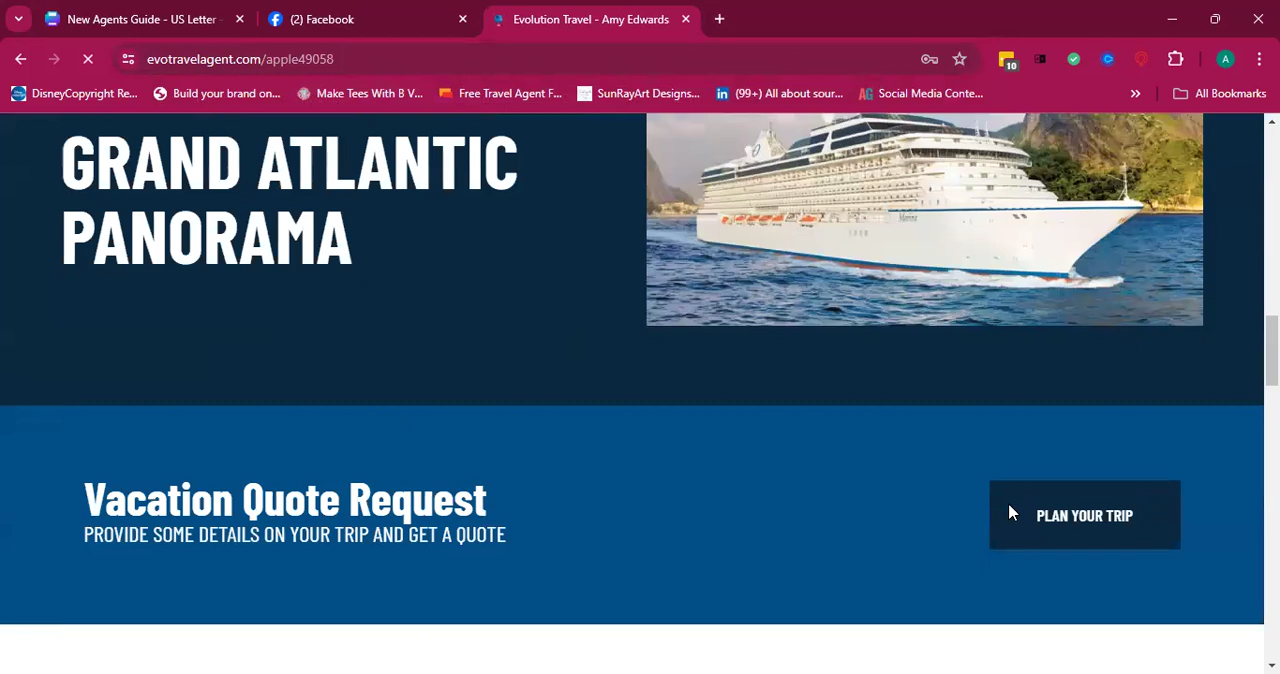 New Agents Guide - US Letter
(2) Facebook
Evolution Travel - Amy Edwards
evotravelagent.com/apple49058
10
A
DisneyCopyright Re...
Build your brand on...
Make Tees With B V...
Free Travel Agent F...
SunRayArt Designs...
(99+) All about sour...
Social Media Conte...
All Bookmarks
GRAND ATLANTIC
PANORAMA
Vacation Quote Request
PROVIDE SOME DETAILS ON YOUR TRIP AND GET A QUOTE
PLAN YOUR TRIP